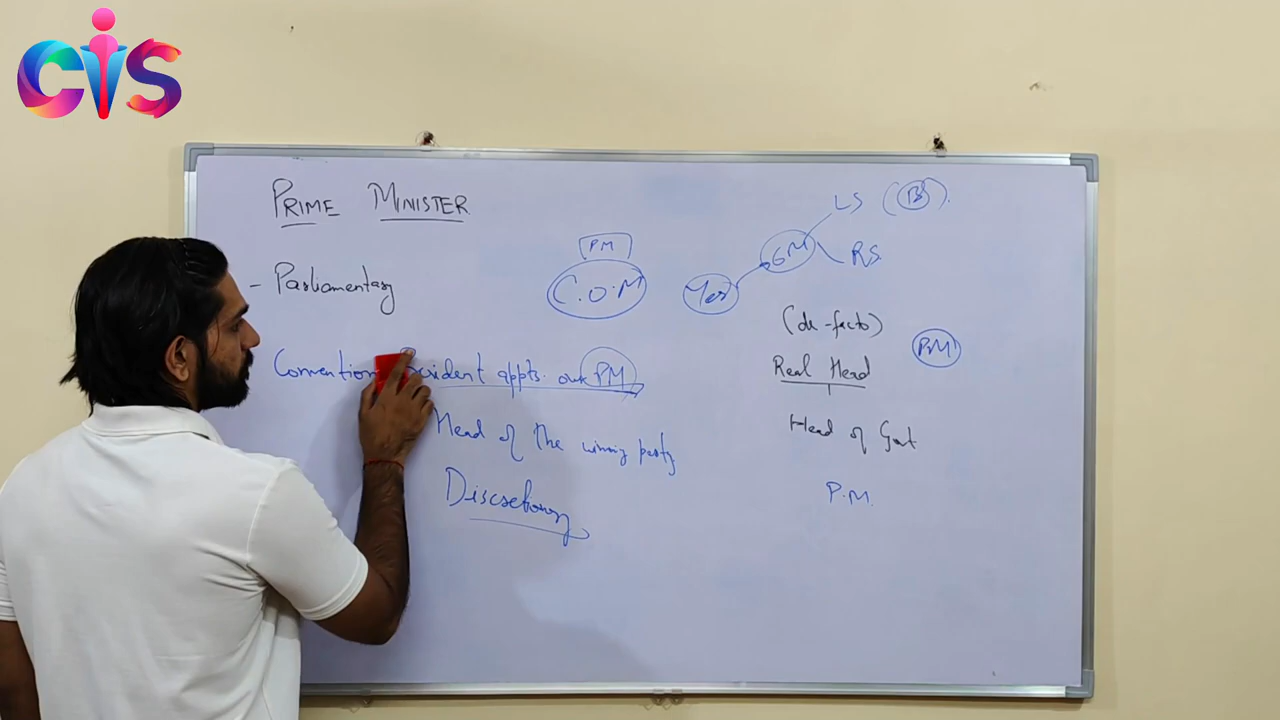 CIS
PRIME MINISTER
- Parliamentary
PM
C.O.M
LS
GM
RS
(de-facto)
Real Head
PM
Head of Govt
P.M.
Convention
appts. our PM
Head of the winning party
Discretionary